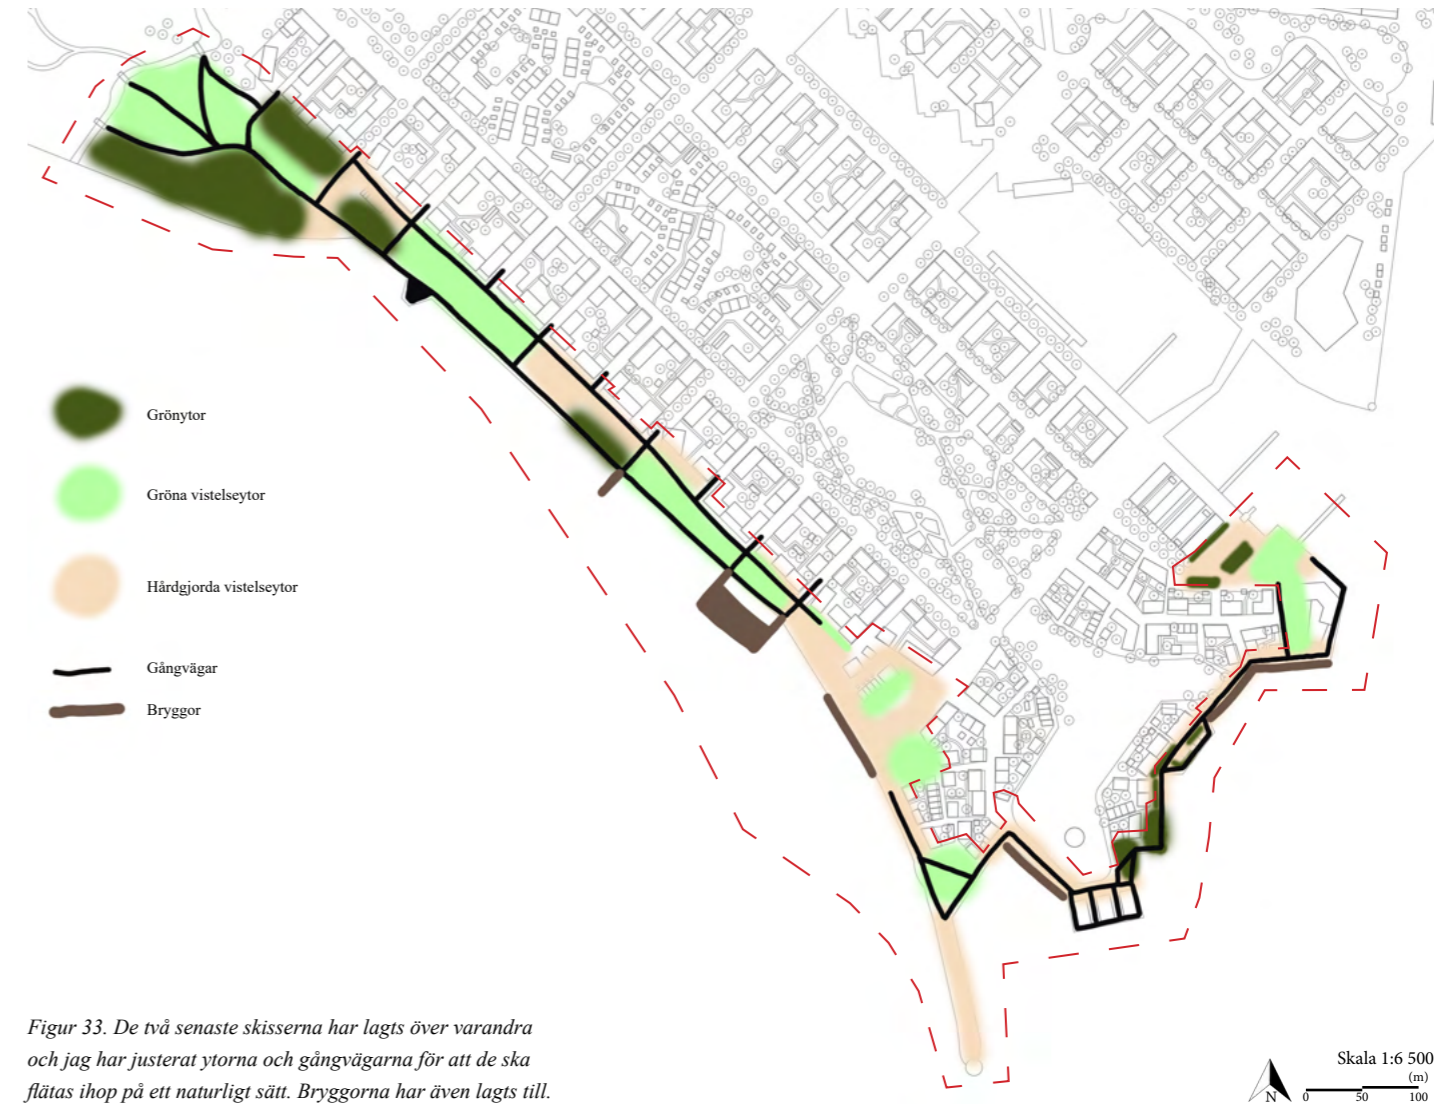 Grönytor
Gröna vistelseytor
Hårdgjorda vistelseytor
Gångvägar
Bryggor
Figur 33. De två senaste skisserna har lagts över varandra
och jag har justerat ytorna och gångvägarna för att de ska
flätas ihop på ett naturligt sätt. Bryggorna har även lagts till.
N
Skala 1:6 500
(m)
0 50 100